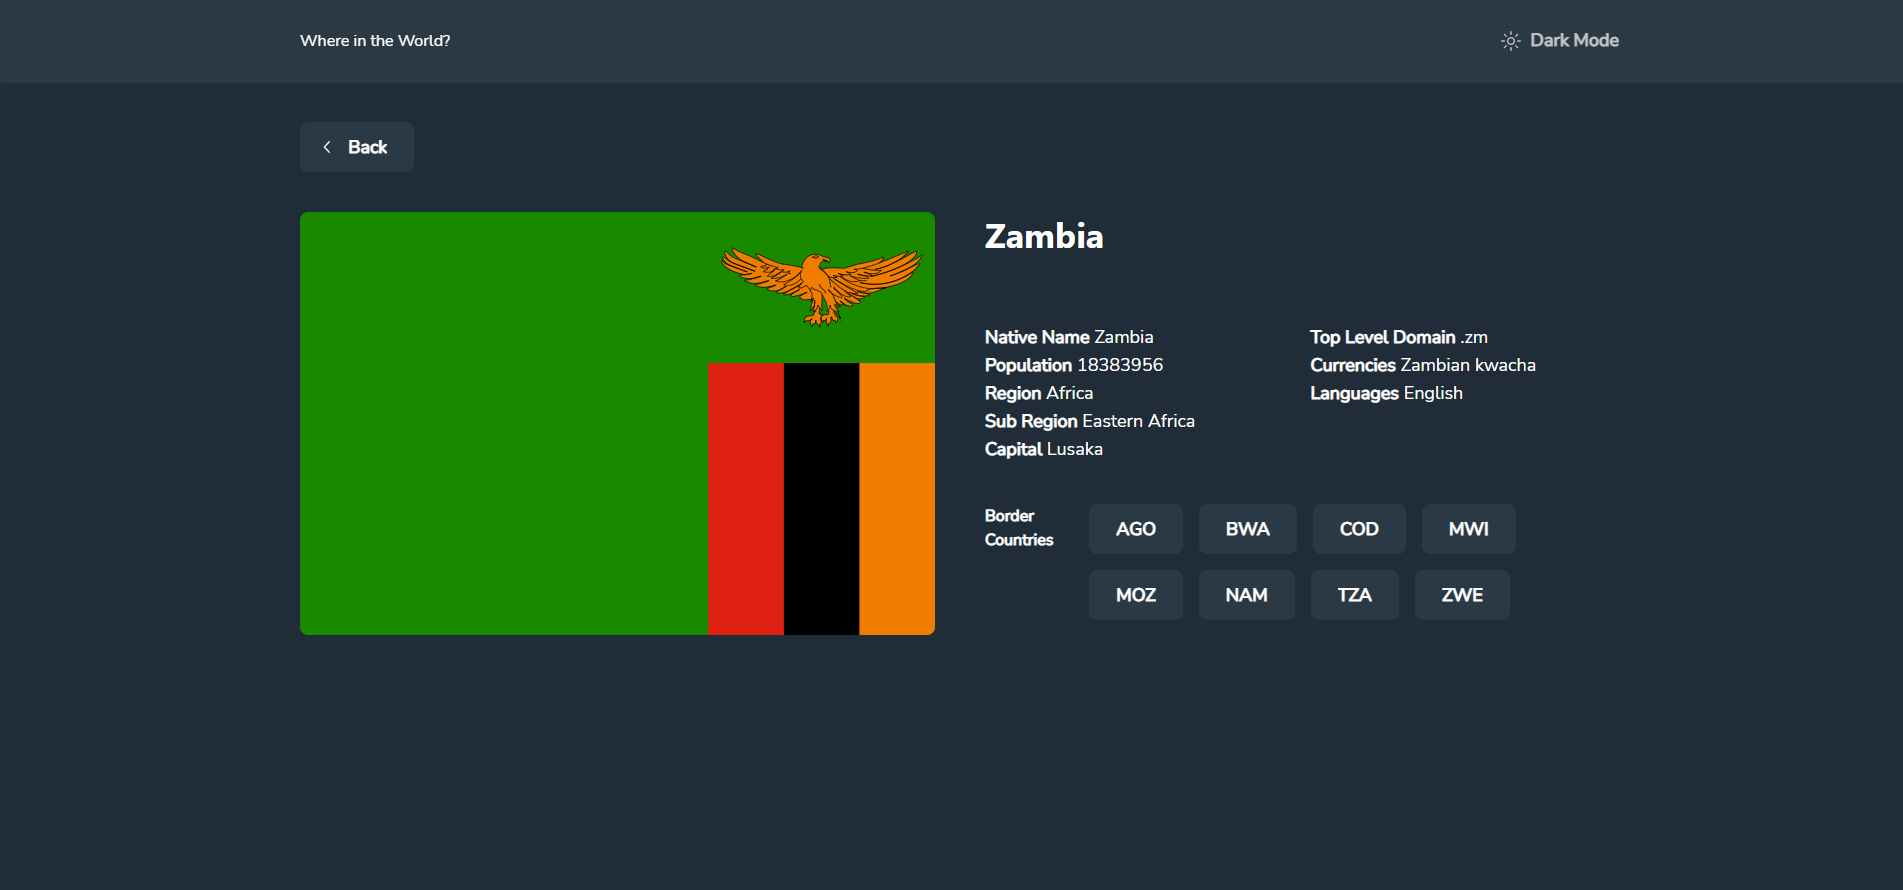 Where in the World?
Dark Mode
Back
Zambia
Native Name Zambia
Population 18383956
Region Africa
Sub Region Eastern Africa
Capital Lusaka
Top Level Domain .zm
Currencies Zambian kwacha
Languages English
Border
Countries
AGO BWA COD MWI
MOZ NAM TZA ZWE